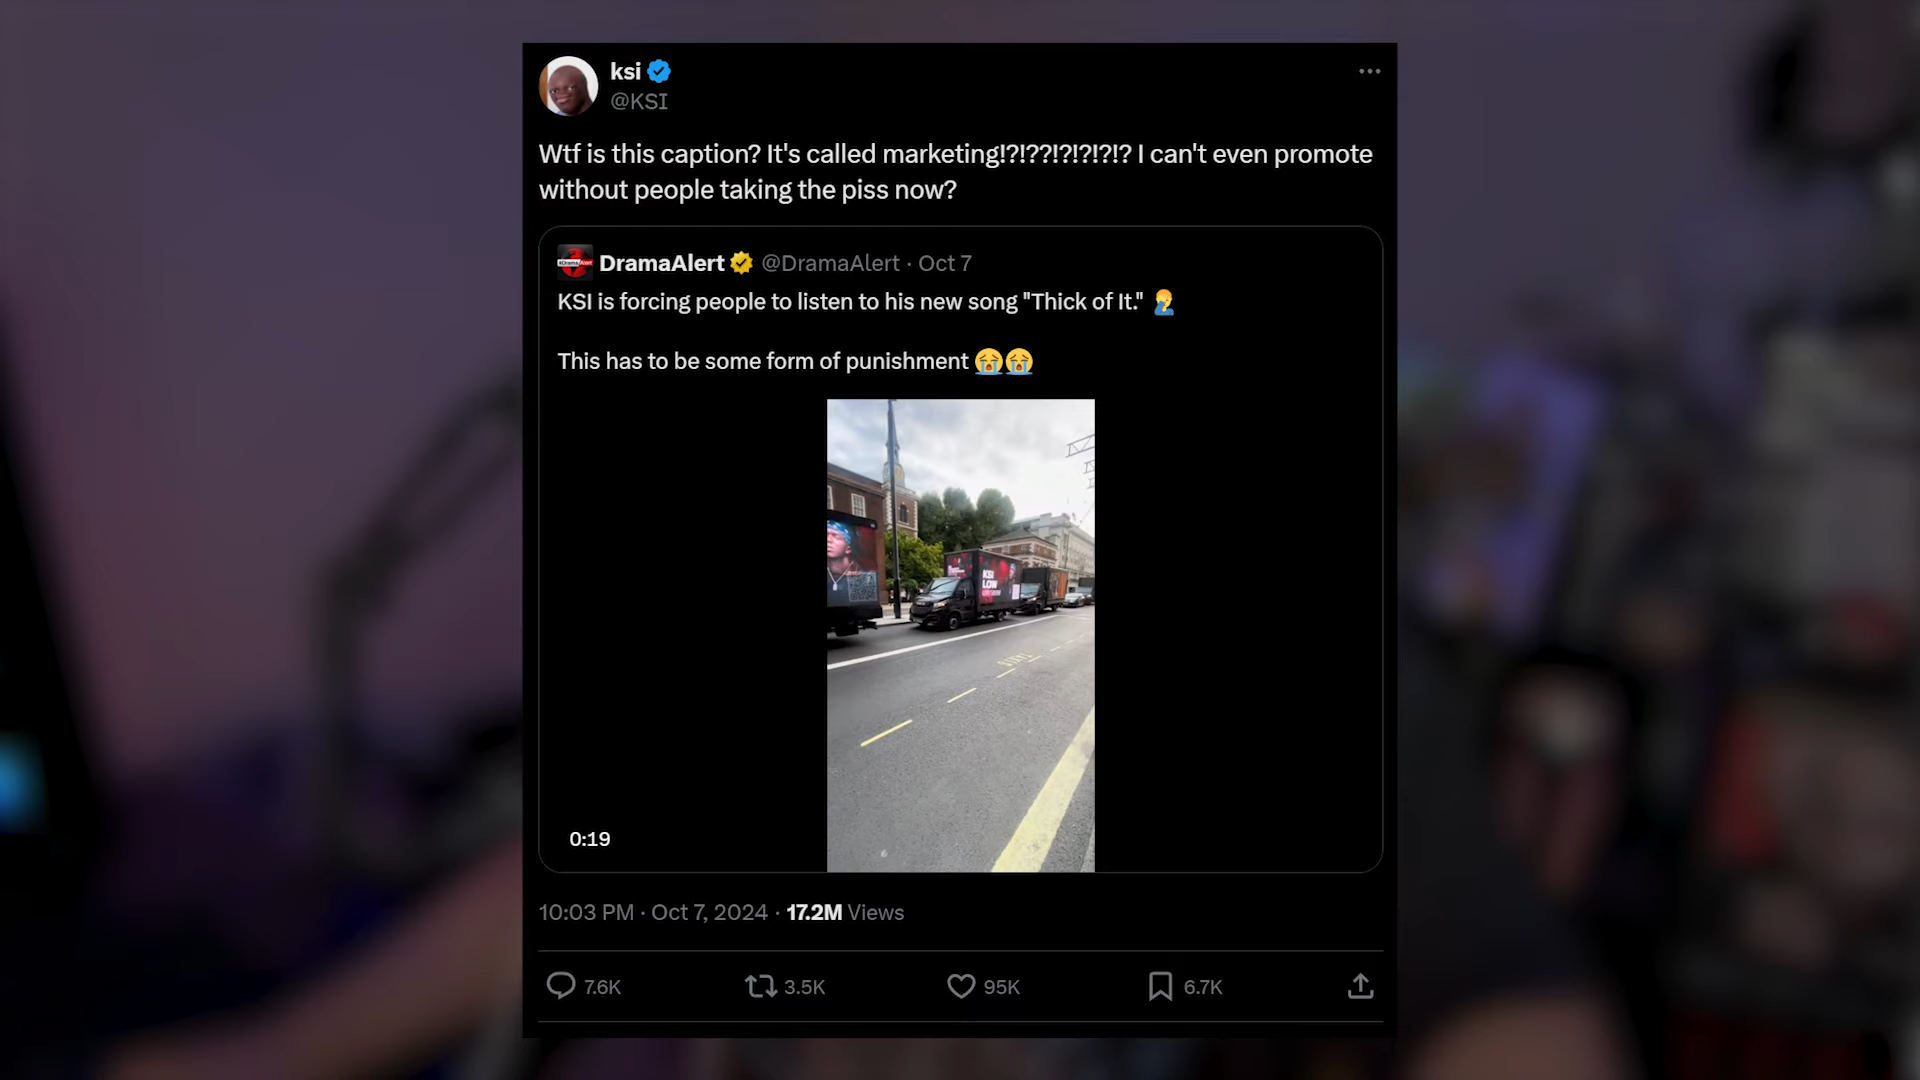 ksi
@KSI
Wtf is this caption? It's called marketing!?!??!?!?!?!? I can't even promote
without people taking the piss now?
DramaAlert @DramaAlert · Oct 7
KSI is forcing people to listen to his new song "Thick of It." 🤦‍♂️
This has to be some form of punishment 😭😭
KSI
LOW
0:19
10:03 PM · Oct 7, 2024 · 17.2M Views
7.6K 3.5K 95K 6.7K